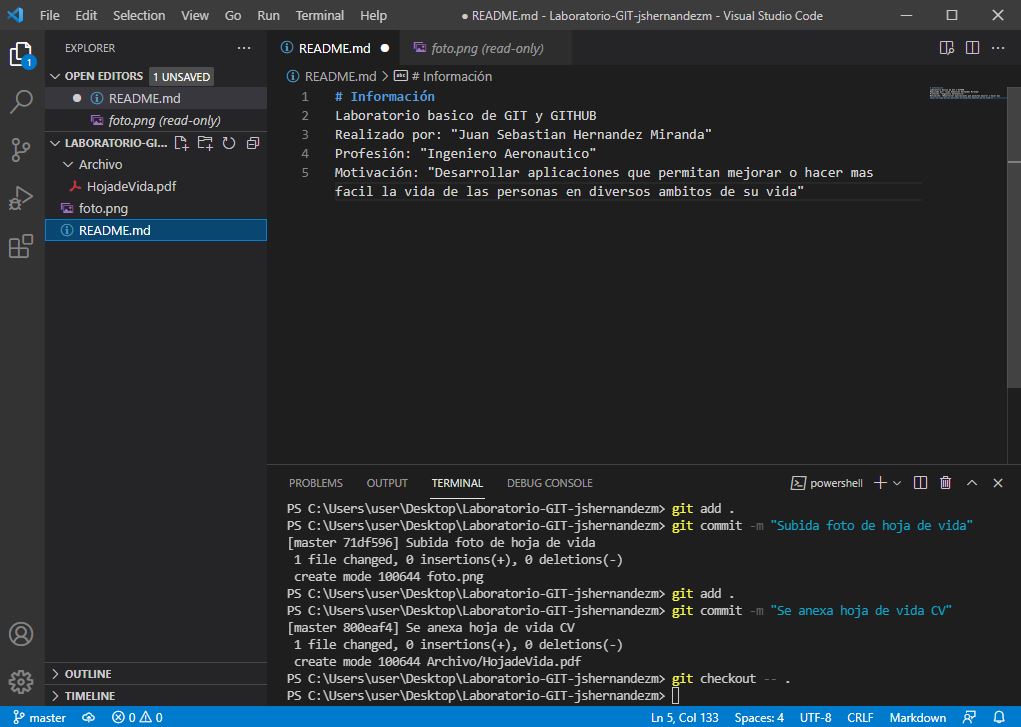 File Edit Selection View Go Run Terminal Help ● README.md - Laboratorio-GIT-jshernandezm - Visual Studio Code
1
EXPLORER
OPEN EDITORS 1 UNSAVED
README.md
foto.png (read-only)
LABORATORIO-GI...
Archivo
HojadeVida.pdf
foto.png
README.md
OUTLINE
TIMELINE
README.md ● foto.png (read-only)
README.md > # Información
1 # Información
2 Laboratorio basico de GIT y GITHUB
3 Realizado por: "Juan Sebastian Hernandez Miranda"
4 Profesión: "Ingeniero Aeronautico"
5 Motivación: "Desarrollar aplicaciones que permitan mejorar o hacer mas
facil la vida de las personas en diversos ambitos de su vida"
PROBLEMS OUTPUT TERMINAL DEBUG CONSOLE powershell
PS C:\Users\user\Desktop\Laboratorio-GIT-jshernandezm> git add .
PS C:\Users\user\Desktop\Laboratorio-GIT-jshernandezm> git commit -m "Subida foto de hoja de vida"
[master 71df596] Subida foto de hoja de vida
1 file changed, 0 insertions(+), 0 deletions(-)
create mode 100644 foto.png
PS C:\Users\user\Desktop\Laboratorio-GIT-jshernandezm> git add .
PS C:\Users\user\Desktop\Laboratorio-GIT-jshernandezm> git commit -m "Se anexa hoja de vida CV"
[master 800eaf4] Se anexa hoja de vida CV
1 file changed, 0 insertions(+), 0 deletions(-)
create mode 100644 Archivo/HojadeVida.pdf
PS C:\Users\user\Desktop\Laboratorio-GIT-jshernandezm> git checkout -- .
PS C:\Users\user\Desktop\Laboratorio-GIT-jshernandezm>
master 0 0 Ln 5, Col 133 Spaces: 4 UTF-8 CRLF Markdown